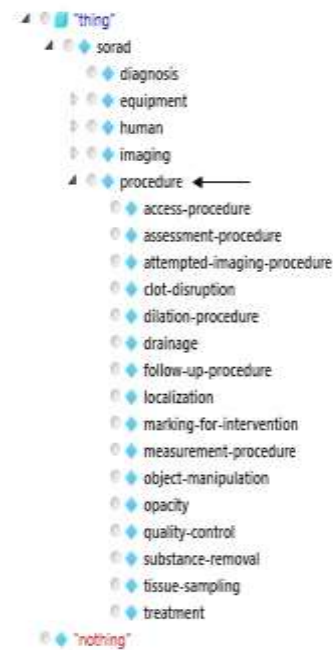 "thing"
sorad
diagnosis
equipment
human
imaging
procedure
access-procedure
assessment-procedure
attempted-imaging-procedure
clot-disruption
dilation-procedure
drainage
follow-up-procedure
localization
marking-for-intervention
measurement-procedure
object-manipulation
opacity
quality-control
substance-removal
tissue-sampling
treatment
"nothing"